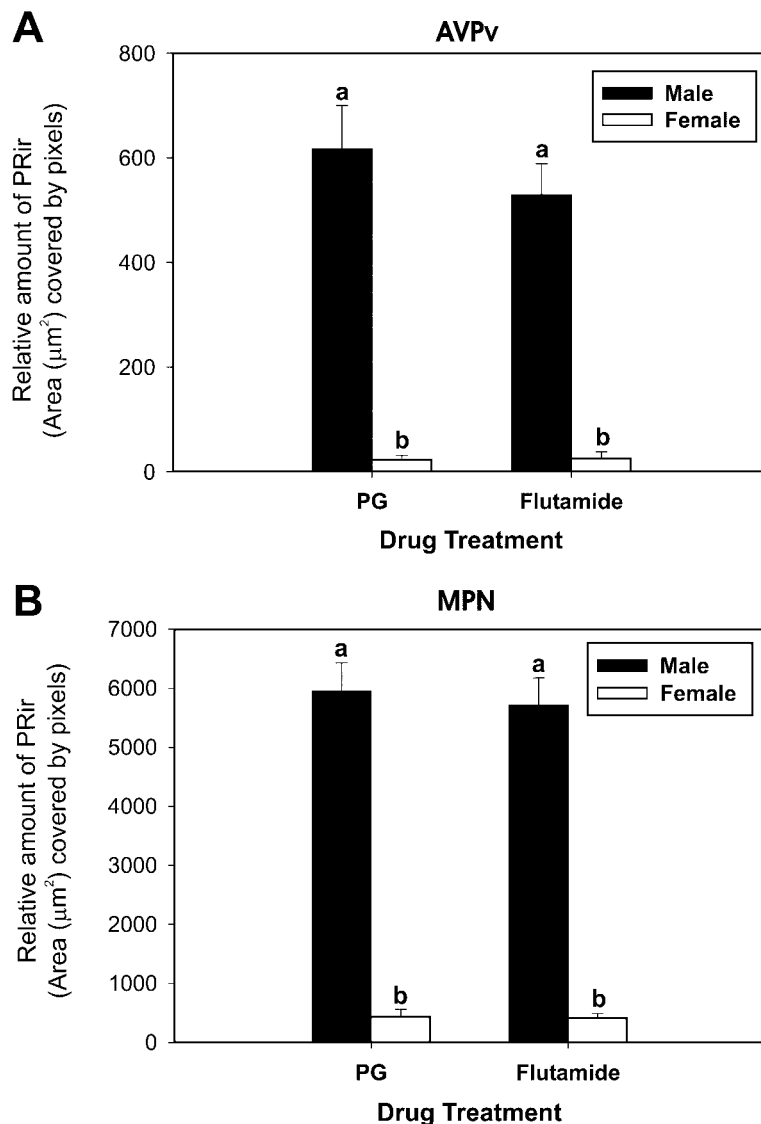 A
AVPv
Relative amount of PRir
(Area (μm²) covered by pixels)
800
600
400
200
0
Male
Female
a
b
a
b
PG
Flutamide
Drug Treatment
B
MPN
Relative amount of PRir
(Area (μm²) covered by pixels)
7000
6000
5000
4000
3000
2000
1000
0
Male
Female
a
b
a
b
PG
Flutamide
Drug Treatment